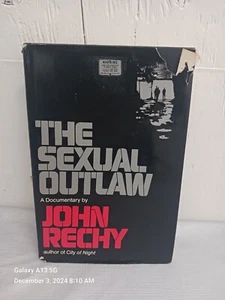 THE
SEXUAL
OUTLAW
A Documentary by
JOHN
RECHY
author of City of Night
Galaxy A13 5G
December 3, 2024 8:10 AM